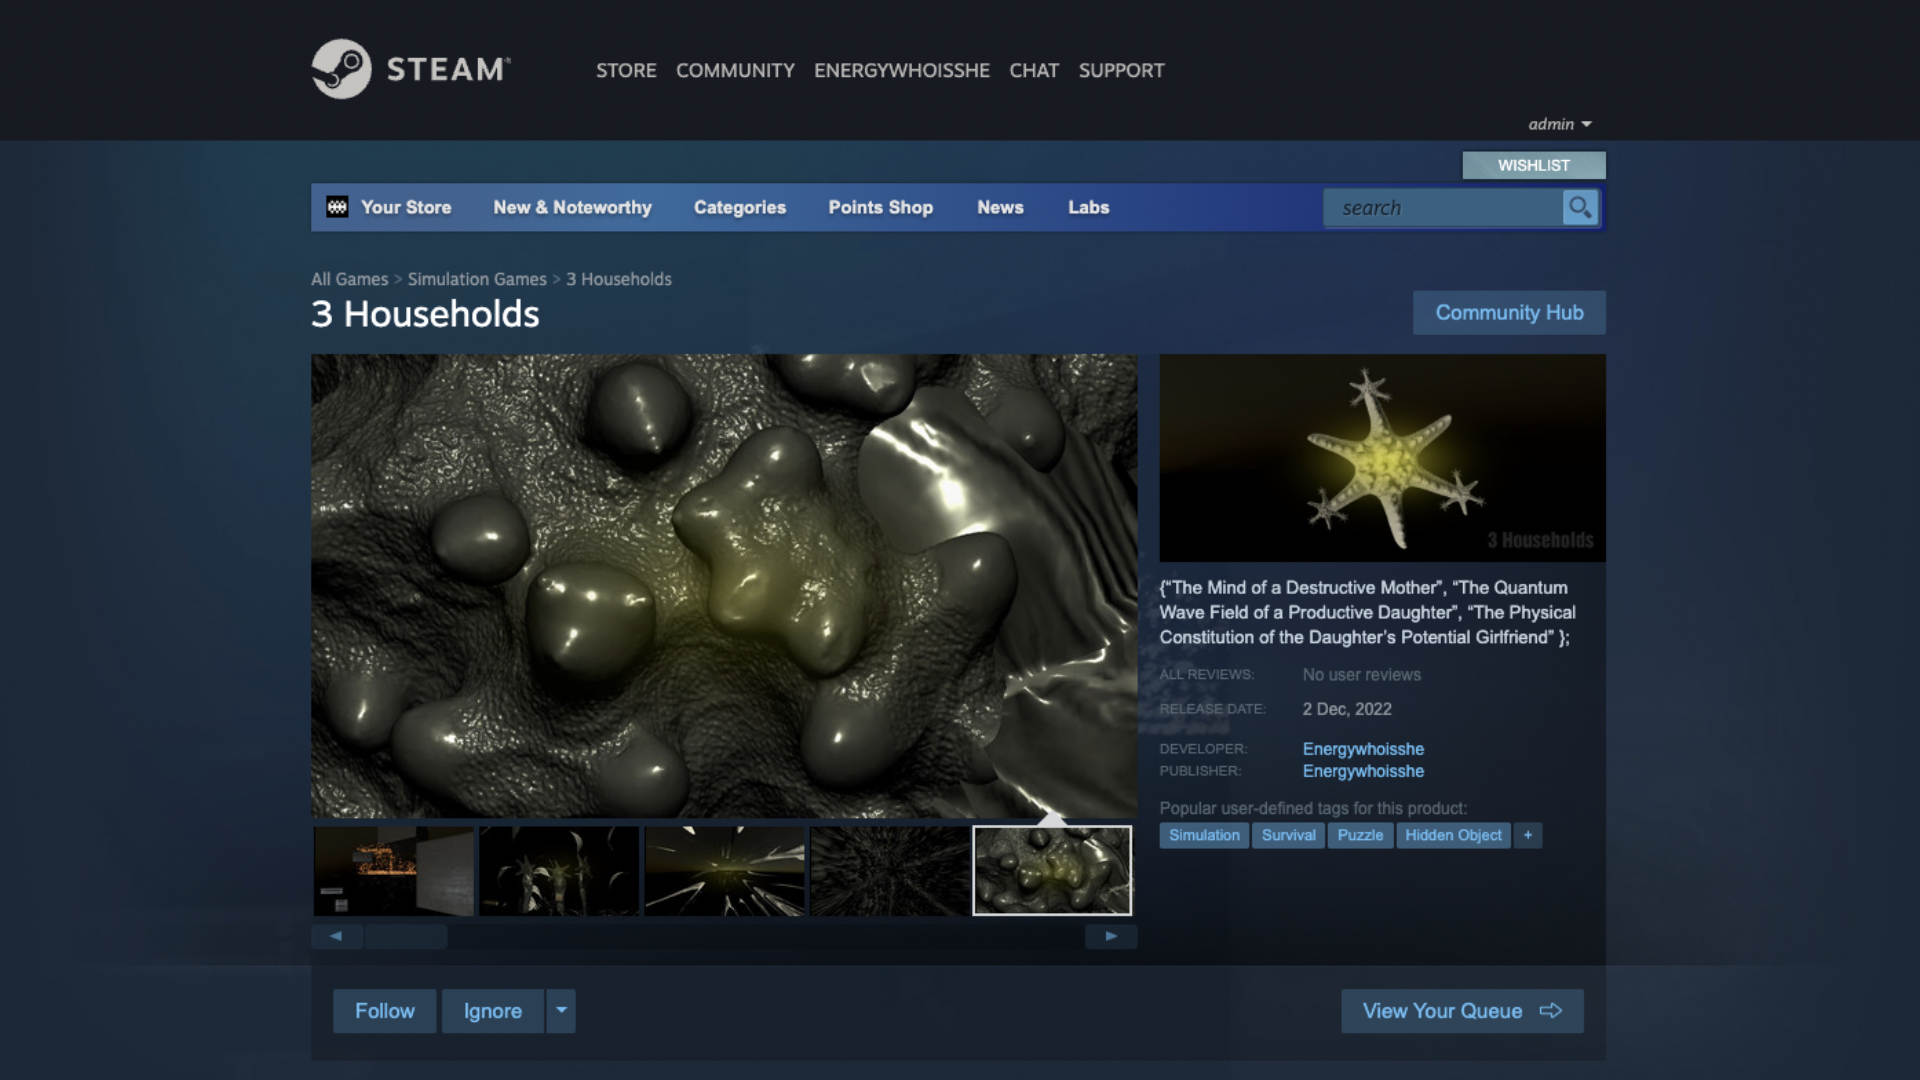 STEAM
STORE COMMUNITY ENERGYWHOISSHE CHAT SUPPORT
admin
WISHLIST
Your Store New & Noteworthy Categories Points Shop News Labs search
All Games > Simulation Games > 3 Households
3 Households
Community Hub
3 Households
{“The Mind of a Destructive Mother”, “The Quantum
Wave Field of a Productive Daughter”, “The Physical
Constitution of the Daughter’s Potential Girlfriend” };
ALL REVIEWS: No user reviews
RELEASE DATE: 2 Dec, 2022
DEVELOPER: Energywhoisshe
PUBLISHER: Energywhoisshe
Popular user-defined tags for this product:
Simulation Survival Puzzle Hidden Object +
Follow Ignore View Your Queue